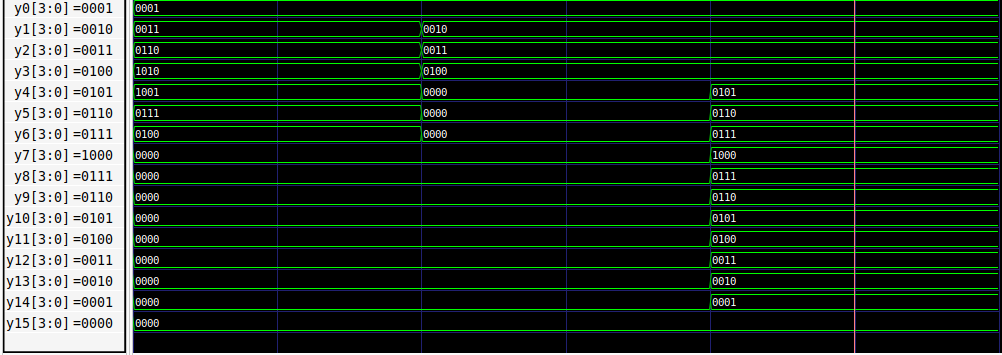 y0[3:0]=0001 0001
y1[3:0]=0010 0011 0010
y2[3:0]=0011 0110 0011
y3[3:0]=0100 1010 0100
y4[3:0]=0101 1001 0000 0101
y5[3:0]=0110 0111 0000 0110
y6[3:0]=0111 0100 0000 0111
y7[3:0]=1000 0000 1000
y8[3:0]=0111 0000 0111
y9[3:0]=0110 0000 0110
y10[3:0]=0101 0000 0101
y11[3:0]=0100 0000 0100
y12[3:0]=0011 0000 0011
y13[3:0]=0010 0000 0010
y14[3:0]=0001 0000 0001
y15[3:0]=0000 0000